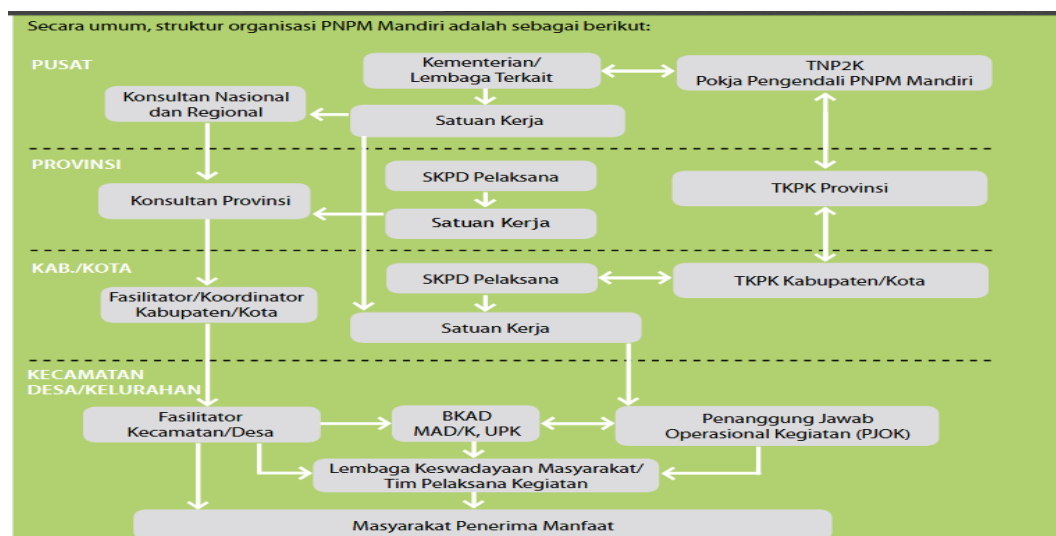 Secara umum, struktur organisasi PNPM Mandiri adalah sebagai berikut:
PUSAT
Kementerian/
Lembaga Terkait
TNP2K
Pokja Pengendali PNPM Mandiri
Konsultan Nasional
dan Regional
Satuan Kerja
PROVINSI
SKPD Pelaksana
TKPK Provinsi
Konsultan Provinsi
Satuan Kerja
KAB./KOTA
SKPD Pelaksana
TKPK Kabupaten/Kota
Fasilitator/Koordinator
Kabupaten/Kota
Satuan Kerja
KECAMATAN
DESA/KELURAHAN
Fasilitator
Kecamatan/Desa
BKAD
MAD/K, UPK
Penanggung Jawab
Operasional Kegiatan (PJOK)
Lembaga Keswadayaan Masyarakat/
Tim Pelaksana Kegiatan
Masyarakat Penerima Manfaat